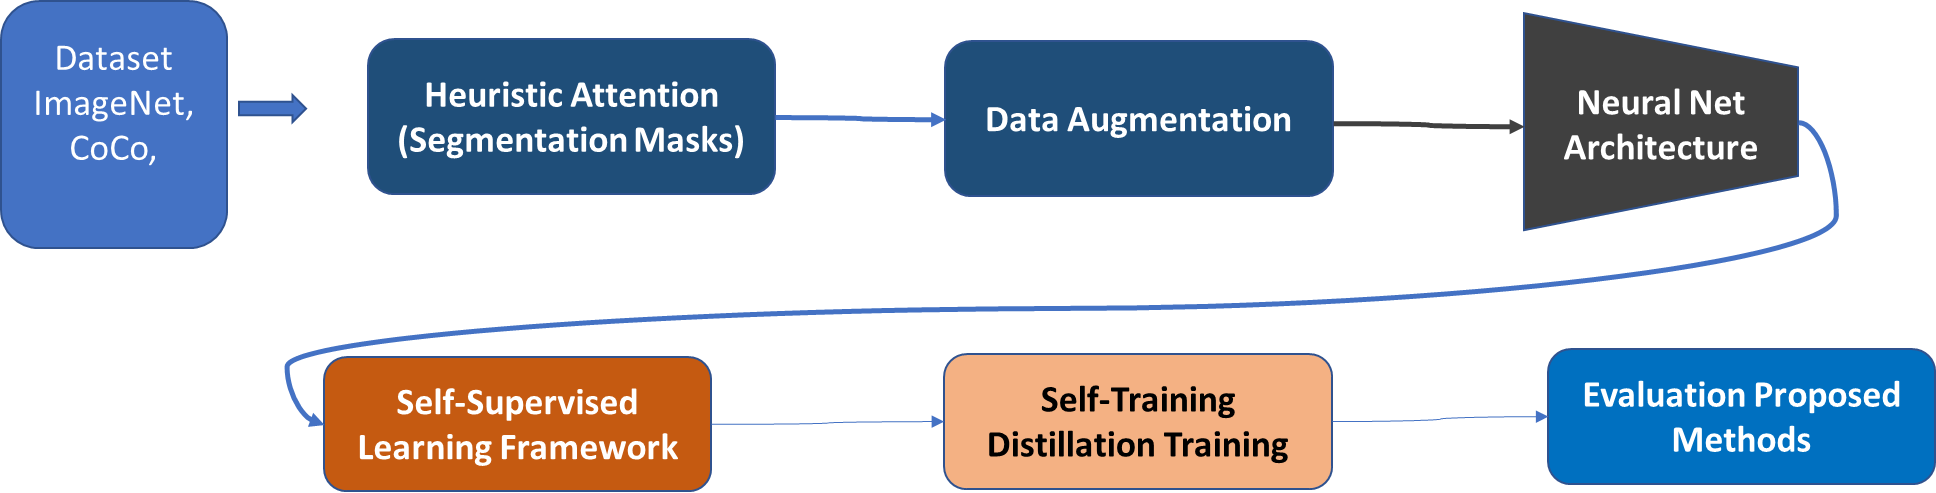 Dataset
ImageNet,
CoCo,
Heuristic Attention
(Segmentation Masks)
Data Augmentation
Neural Net
Architecture
Self-Supervised
Learning Framework
Self-Training
Distillation Training
Evaluation Proposed
Methods